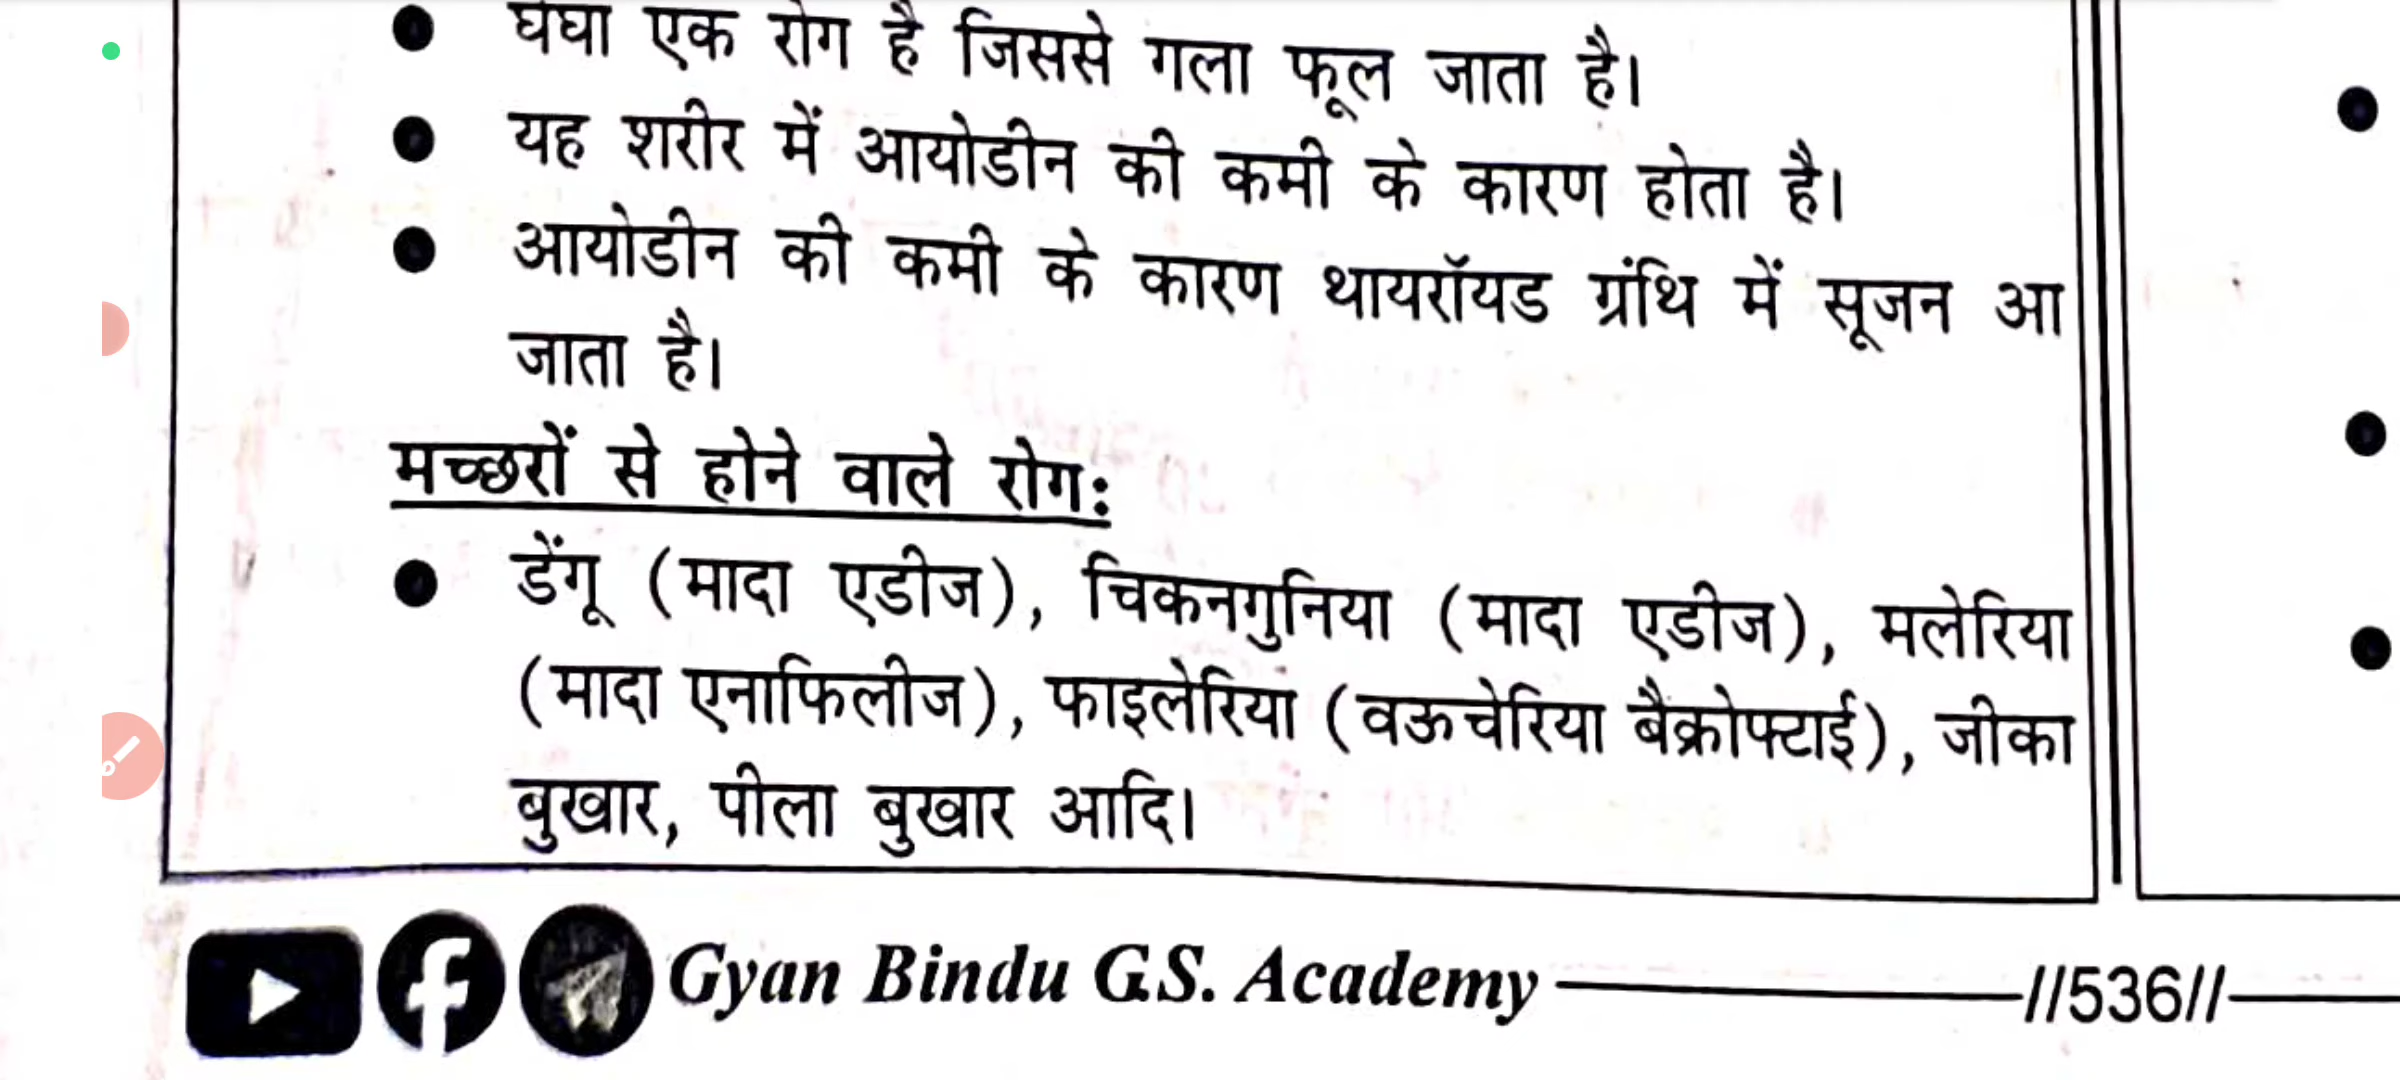 घेघा एक रोग है जिससे गला फूल जाता है।
यह शरीर में आयोडीन की कमी के कारण होता है।
आयोडीन की कमी के कारण थायरॉयड ग्रंथि में सूजन आ
जाता है।
मच्छरों से होने वाले रोग:
डेंगू (मादा एडीज), चिकनगुनिया (मादा एडीज), मलेरिया
(मादा एनाफिलीज), फाइलेरिया (वऊचेरिया बैक्रोफ्टाई), जीका
बुखार, पीला बुखार आदि।
Gyan Bindu G.S. Academy //536//